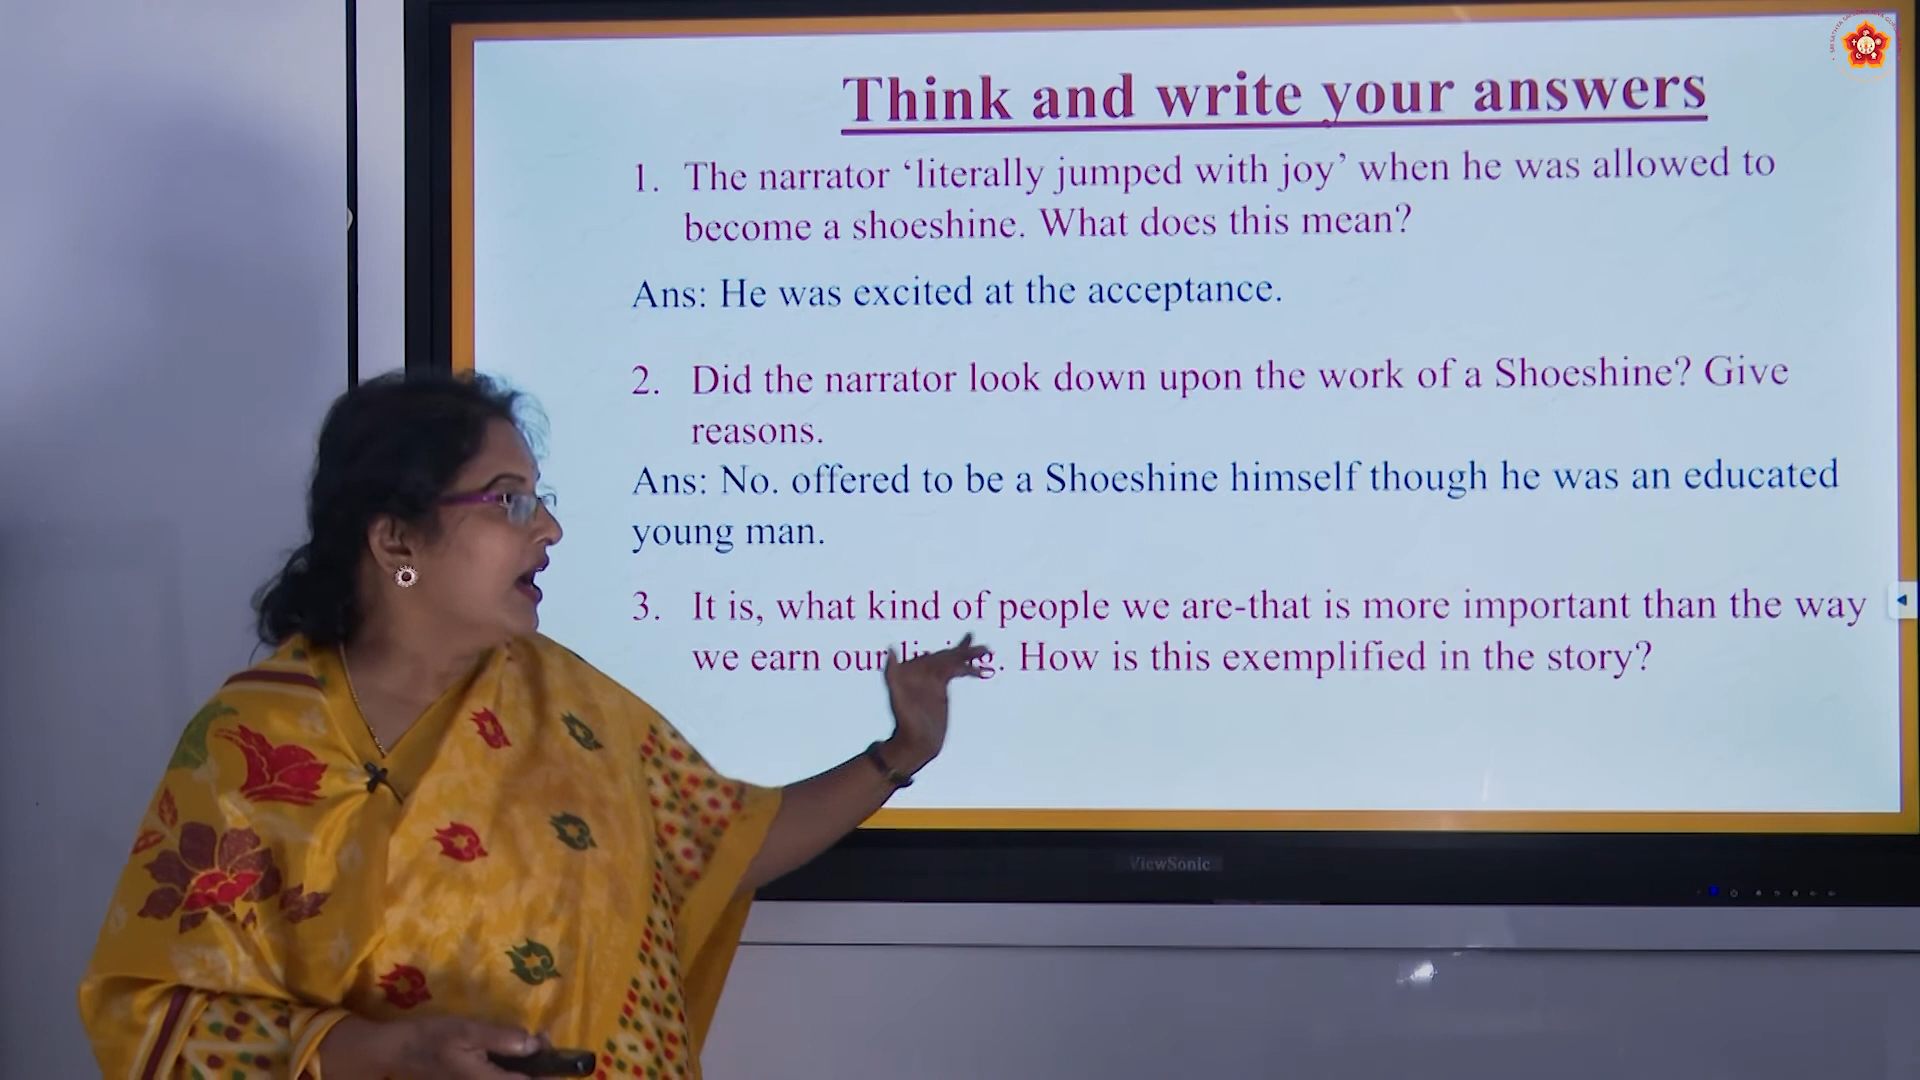 Think and write your answers
1. The narrator ‘literally jumped with joy’ when he was allowed to
become a shoeshine. What does this mean?
Ans: He was excited at the acceptance.
2. Did the narrator look down upon the work of a Shoeshine? Give
reasons.
Ans: No. offered to be a Shoeshine himself though he was an educated
young man.
3. It is, what kind of people we are-that is more important than the way
we earn our living. How is this exemplified in the story?
ViewSonic